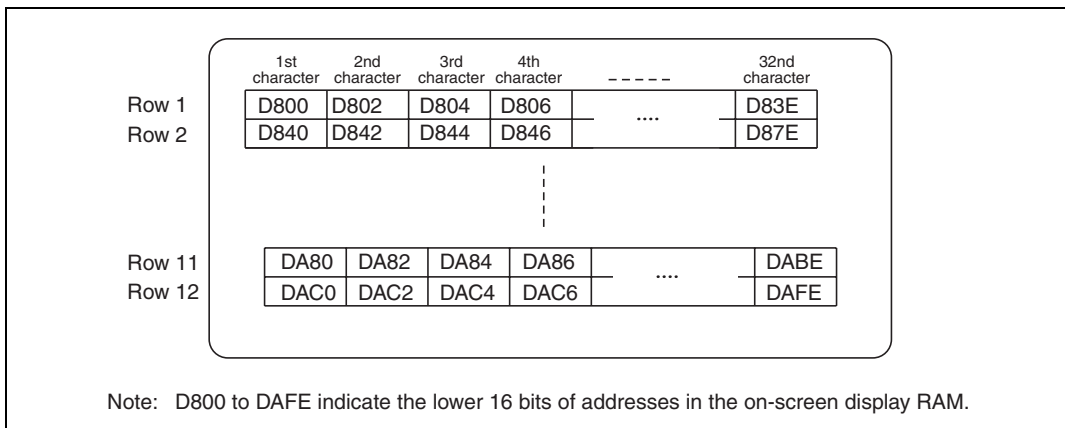 1st 2nd 3rd 4th 32nd
character character character character - - - - - character
Row 1 D800 D802 D804 D806 .... D83E
Row 2 D840 D842 D844 D846 D87E
Row 11 DA80 DA82 DA84 DA86 .... DABE
Row 12 DAC0 DAC2 DAC4 DAC6 DAFE
Note: D800 to DAFE indicate the lower 16 bits of addresses in the on-screen display RAM.